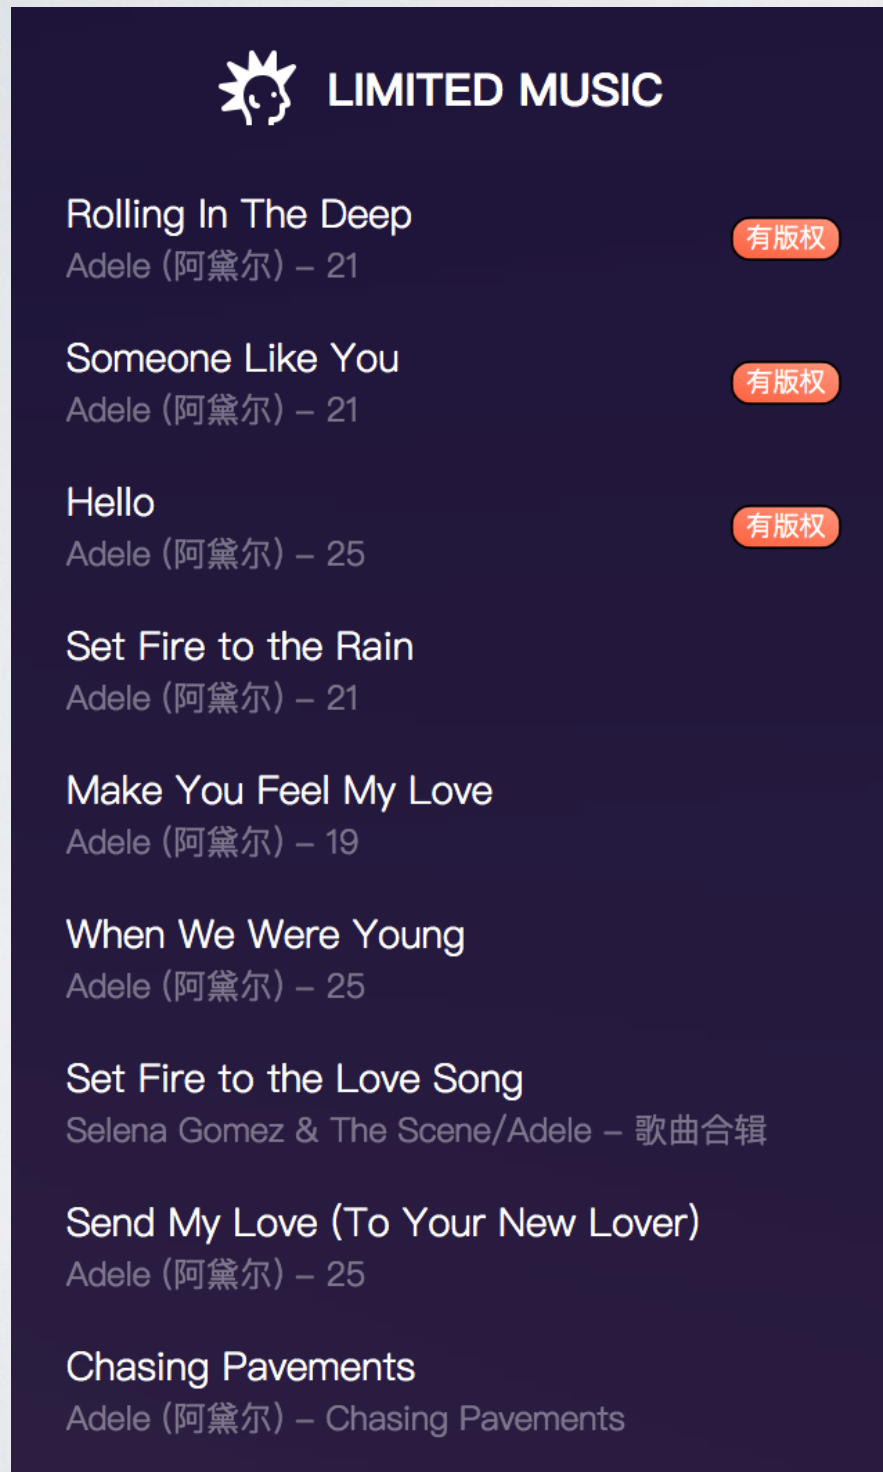 LIMITED MUSIC
Rolling In The Deep
Adele (阿黛尔) – 21
有版权
Someone Like You
Adele (阿黛尔) – 21
有版权
Hello
Adele (阿黛尔) – 25
有版权
Set Fire to the Rain
Adele (阿黛尔) – 21
Make You Feel My Love
Adele (阿黛尔) – 19
When We Were Young
Adele (阿黛尔) – 25
Set Fire to the Love Song
Selena Gomez & The Scene/Adele – 歌曲合辑
Send My Love (To Your New Lover)
Adele (阿黛尔) – 25
Chasing Pavements
Adele (阿黛尔) – Chasing Pavements